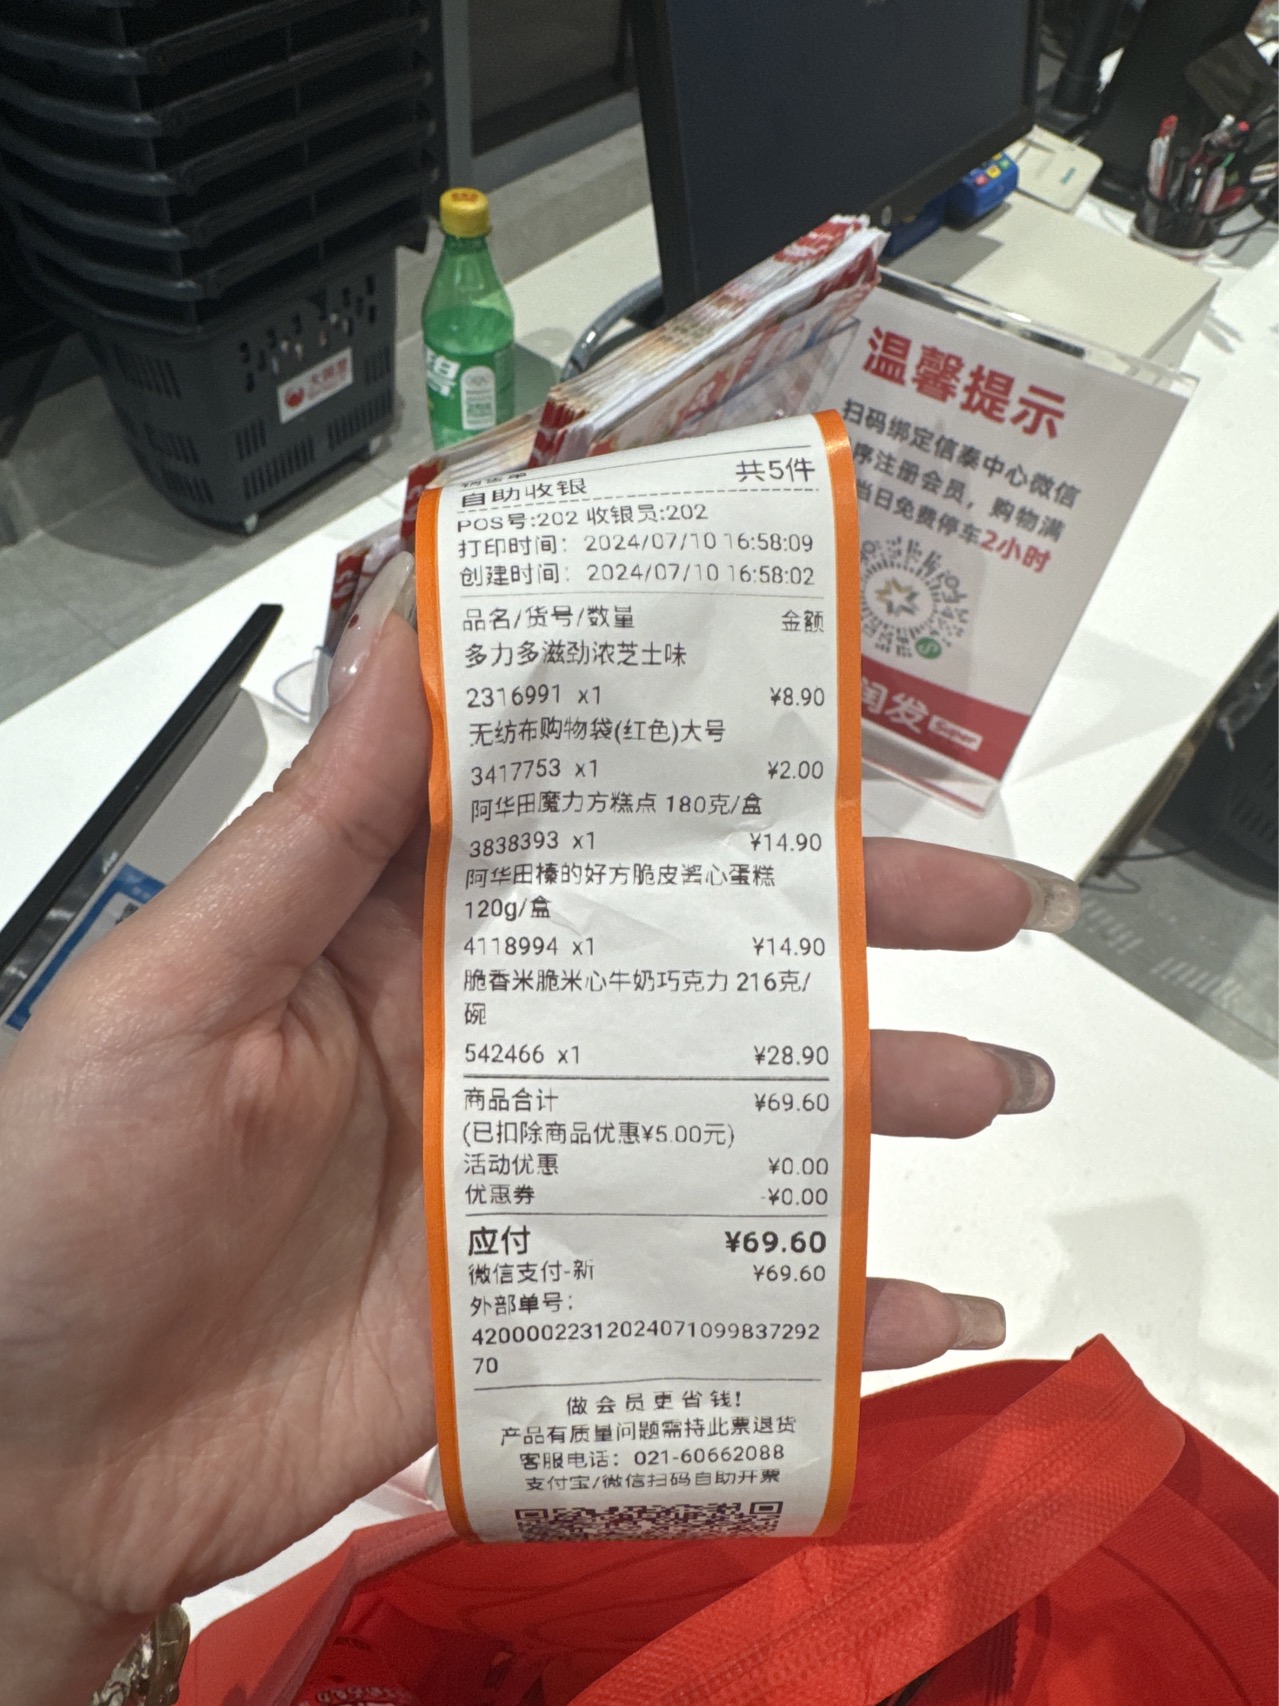 大润发
温馨提示
扫码绑定信泰中心微信
序注册会员，购物满
当日免费停车2小时
润发 Super
自助收银 共5件
POS号:202 收银员:202
打印时间: 2024/07/10 16:58:09
创建时间: 2024/07/10 16:58:02
品名/货号/数量 金额
多力多滋劲浓芝士味
2316991 x1 ¥8.90
无纺布购物袋(红色)大号
3417753 x1 ¥2.00
阿华田魔力方糕点 180克/盒
3838393 x1 ¥14.90
阿华田榛的好方脆皮酱心蛋糕
120g/盒
4118994 x1 ¥14.90
脆香米脆米心牛奶巧克力 216克/
碗
542466 x1 ¥28.90
商品合计 ¥69.60
(已扣除商品优惠¥5.00元)
活动优惠 ¥0.00
优惠券 -¥0.00
应付 ¥69.60
微信支付-新 ¥69.60
外部单号:
42000022312024071099837292
70
做会员更省钱!
产品有质量问题需持此票退货
客服电话: 021-60662088
支付宝/微信扫码自助开票